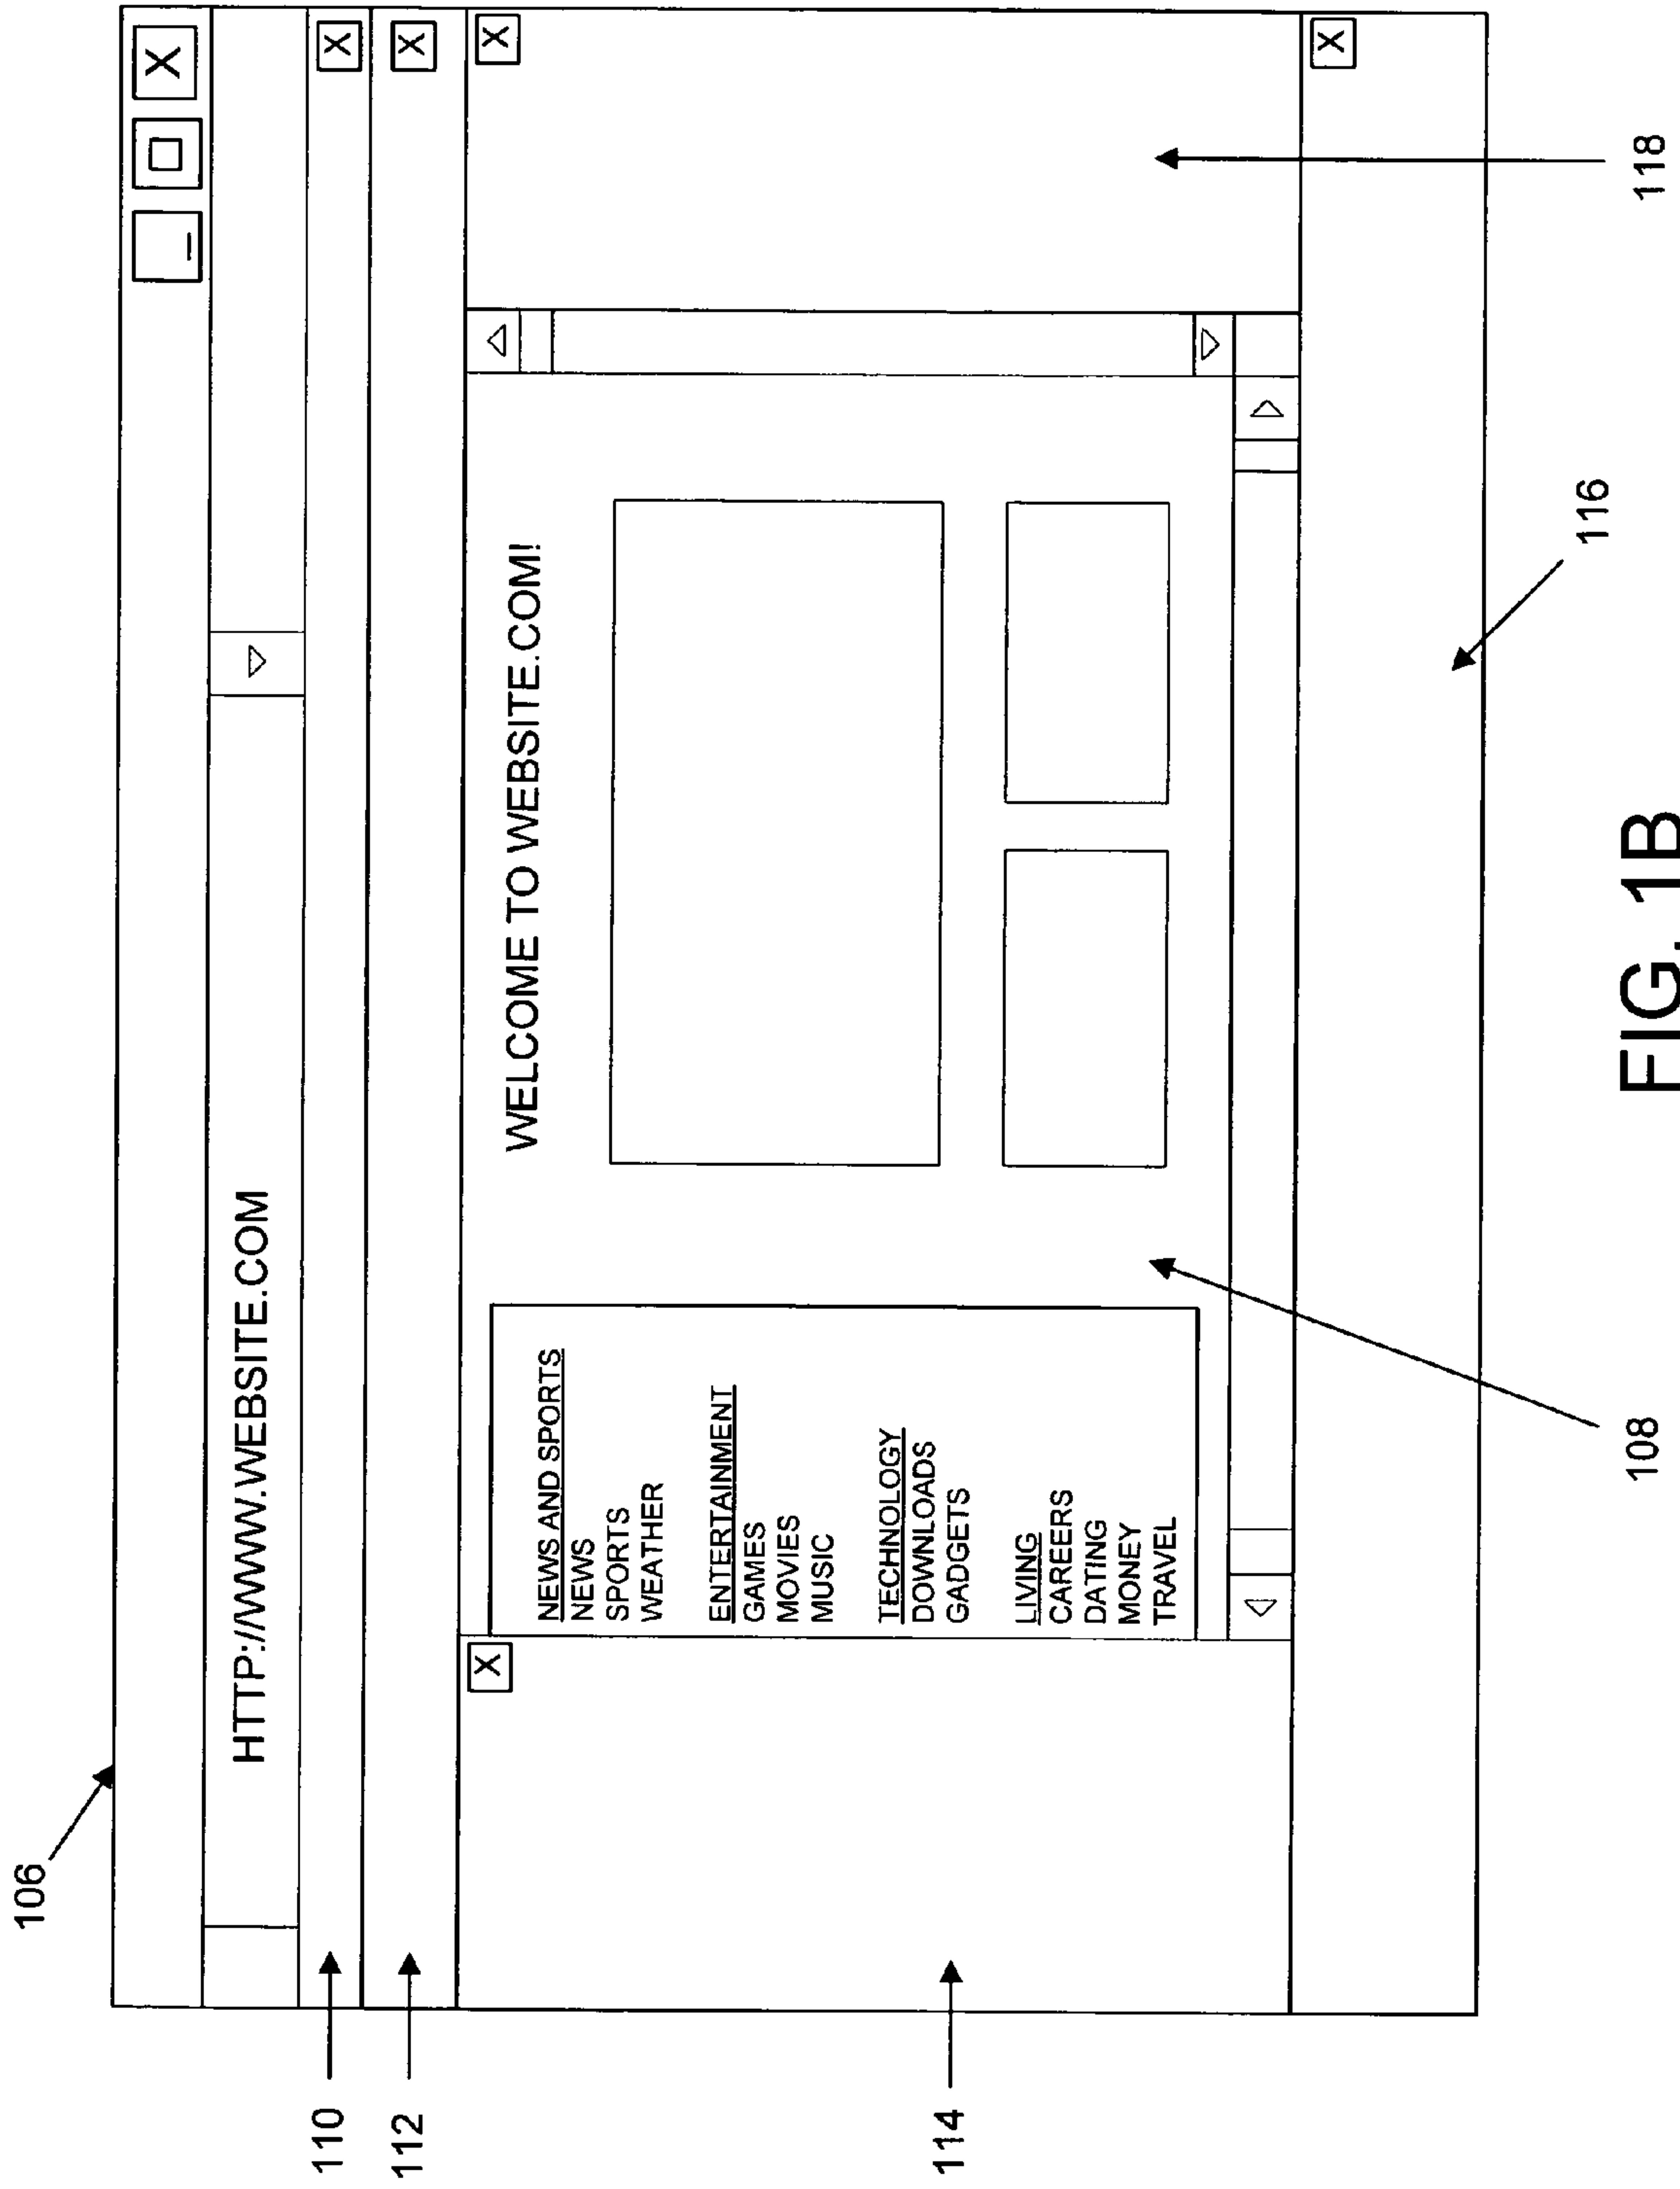 106
X
HTTP://WWW.WEBSITE.COM
110
X
112
X
X
X
WELCOME TO WEBSITE.COM!
NEWS AND SPORTS
NEWS
SPORTS
WEATHER
ENTERTAINMENT
GAMES
MOVIES
MUSIC
TECHNOLOGY
DOWNLOADS
GADGETS
LIVING
CAREERS
DATING
MONEY
TRAVEL
114
X
116
108
118
FIG. 1B